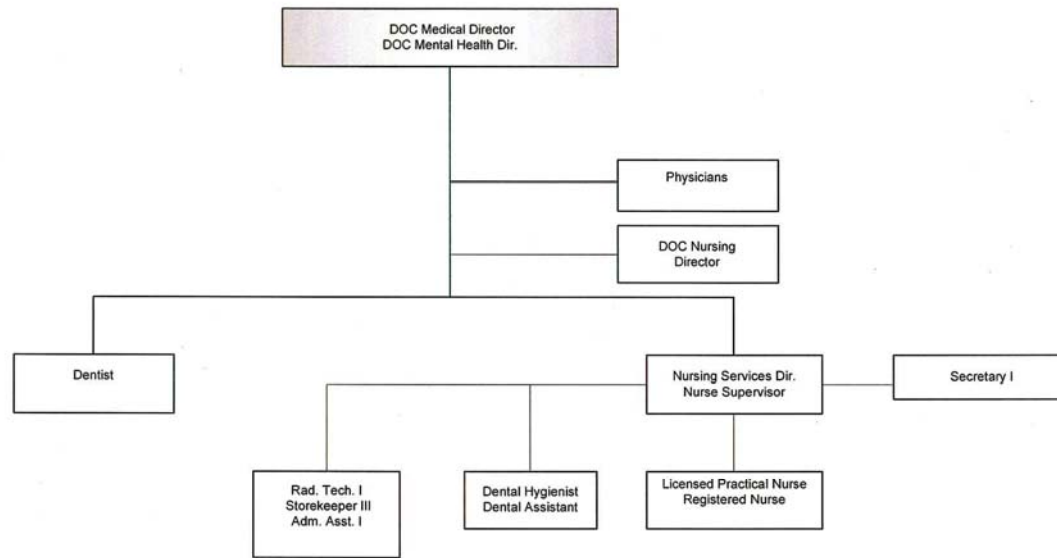 DOC Medical Director
DOC Mental Health Dir.
Physicians
DOC Nursing
Director
Dentist
Nursing Services Dir.
Nurse Supervisor
Secretary I
Rad. Tech. I
Storekeeper III
Adm. Asst. I
Dental Hygienist
Dental Assistant
Licensed Practical Nurse
Registered Nurse